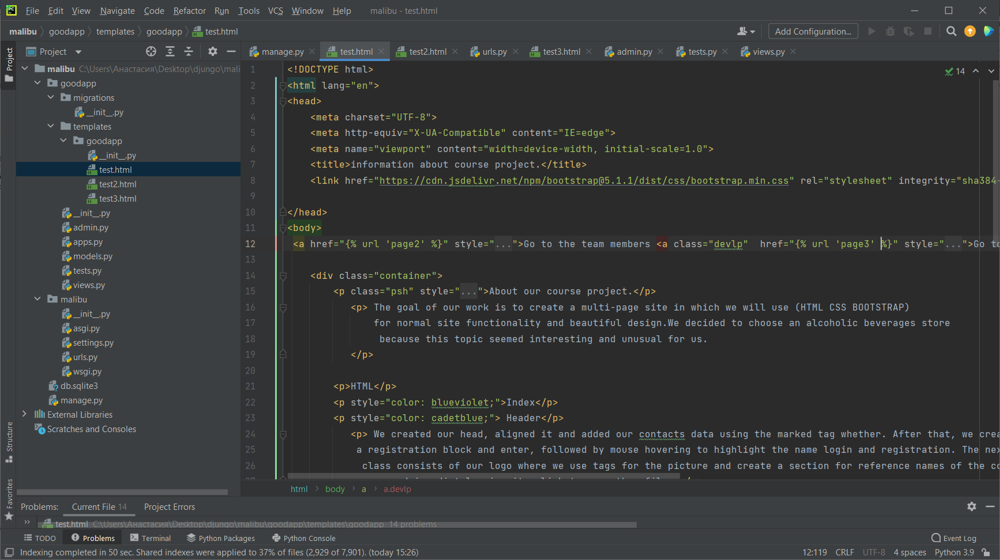 File Edit View Navigate Code Refactor Run Tools VCS Window Help malibu - test.html
malibu goodapp templates goodapp test.html Add Configuration...
Project
Project
manage.py test.html test2.html urls.py test3.html admin.py tests.py views.py
malibu C:\Users\Анастасия\Desktop\djungo\mali
goodapp
migrations
__init__.py
templates
goodapp
__init__.py
test.html
test2.html
test3.html
__init__.py
admin.py
apps.py
models.py
tests.py
views.py
malibu
__init__.py
asgi.py
settings.py
urls.py
wsgi.py
db.sqlite3
manage.py
External Libraries
Scratches and Consoles
Structure
Favorites
14
1 <!DOCTYPE html>
2 <html lang="en">
3 <head>
4 <meta charset="UTF-8">
5 <meta http-equiv="X-UA-Compatible" content="IE=edge">
6 <meta name="viewport" content="width=device-width, initial-scale=1.0">
7 <title>information about course project.</title>
8 <link href="https://cdn.jsdelivr.net/npm/bootstrap@5.1.1/dist/css/bootstrap.min.css" rel="stylesheet" integrity="sha384-
9
10 </head>
11 <body>
12 <a href="{% url 'page2' %}" style="...">Go to the team members <a class="devlp"  href="{% url 'page3' %}" style="...">Go to
13
14 <div class="container">
15 <p class="psh" style="...">About our course project.</p>
16 <p> The goal of our work is to create a multi-page site in which we will use (HTML CSS BOOTSTRAP)
17 for normal site functionality and beautiful design.We decided to choose an alcoholic beverages store
18 because this topic seemed interesting and unusual for us.
19 </p>
20
21 <p>HTML</p>
22 <p style="color: blueviolet;">Index</p>
23 <p style="color: cadetblue;"> Header</p>
24 <p> We created our head, aligned it and added our contacts data using the marked tag whether. After that, we crea
25 a registration block and enter, followed by mouse hovering to highlight the name login and registration. The nex
26 class consists of our logo where we use tags for the picture and create a section for reference names of the co
html body a a.devlp
Problems: Current File 14 Project Errors
test.html C:\Users\Анастасия\Desktop\djungo\malibu\goodapp\templates\goodapp 14 problems
TODO Problems Terminal Python Packages Python Console Event Log
Indexing completed in 50 sec. Shared indexes were applied to 37% of files (2,929 of 7,901). (today 15:26) 12:119 CRLF UTF-8 4 spaces Python 3.9